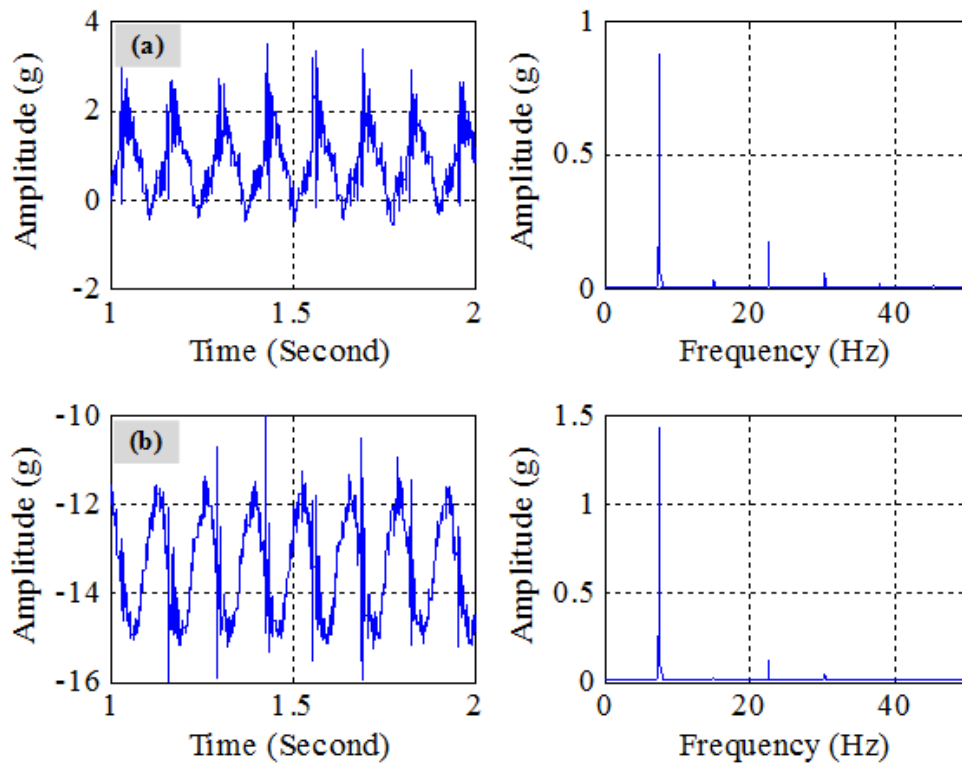 4
(a)
2
0
-2
1
1.5
2
Amplitude (g)
Time (Second)
1
0.5
0
0
20
40
Amplitude (g)
Frequency (Hz)
-10
(b)
-12
-14
-16
1
1.5
2
Amplitude (g)
Time (Second)
1.5
1
0.5
0
0
20
40
Amplitude (g)
Frequency (Hz)